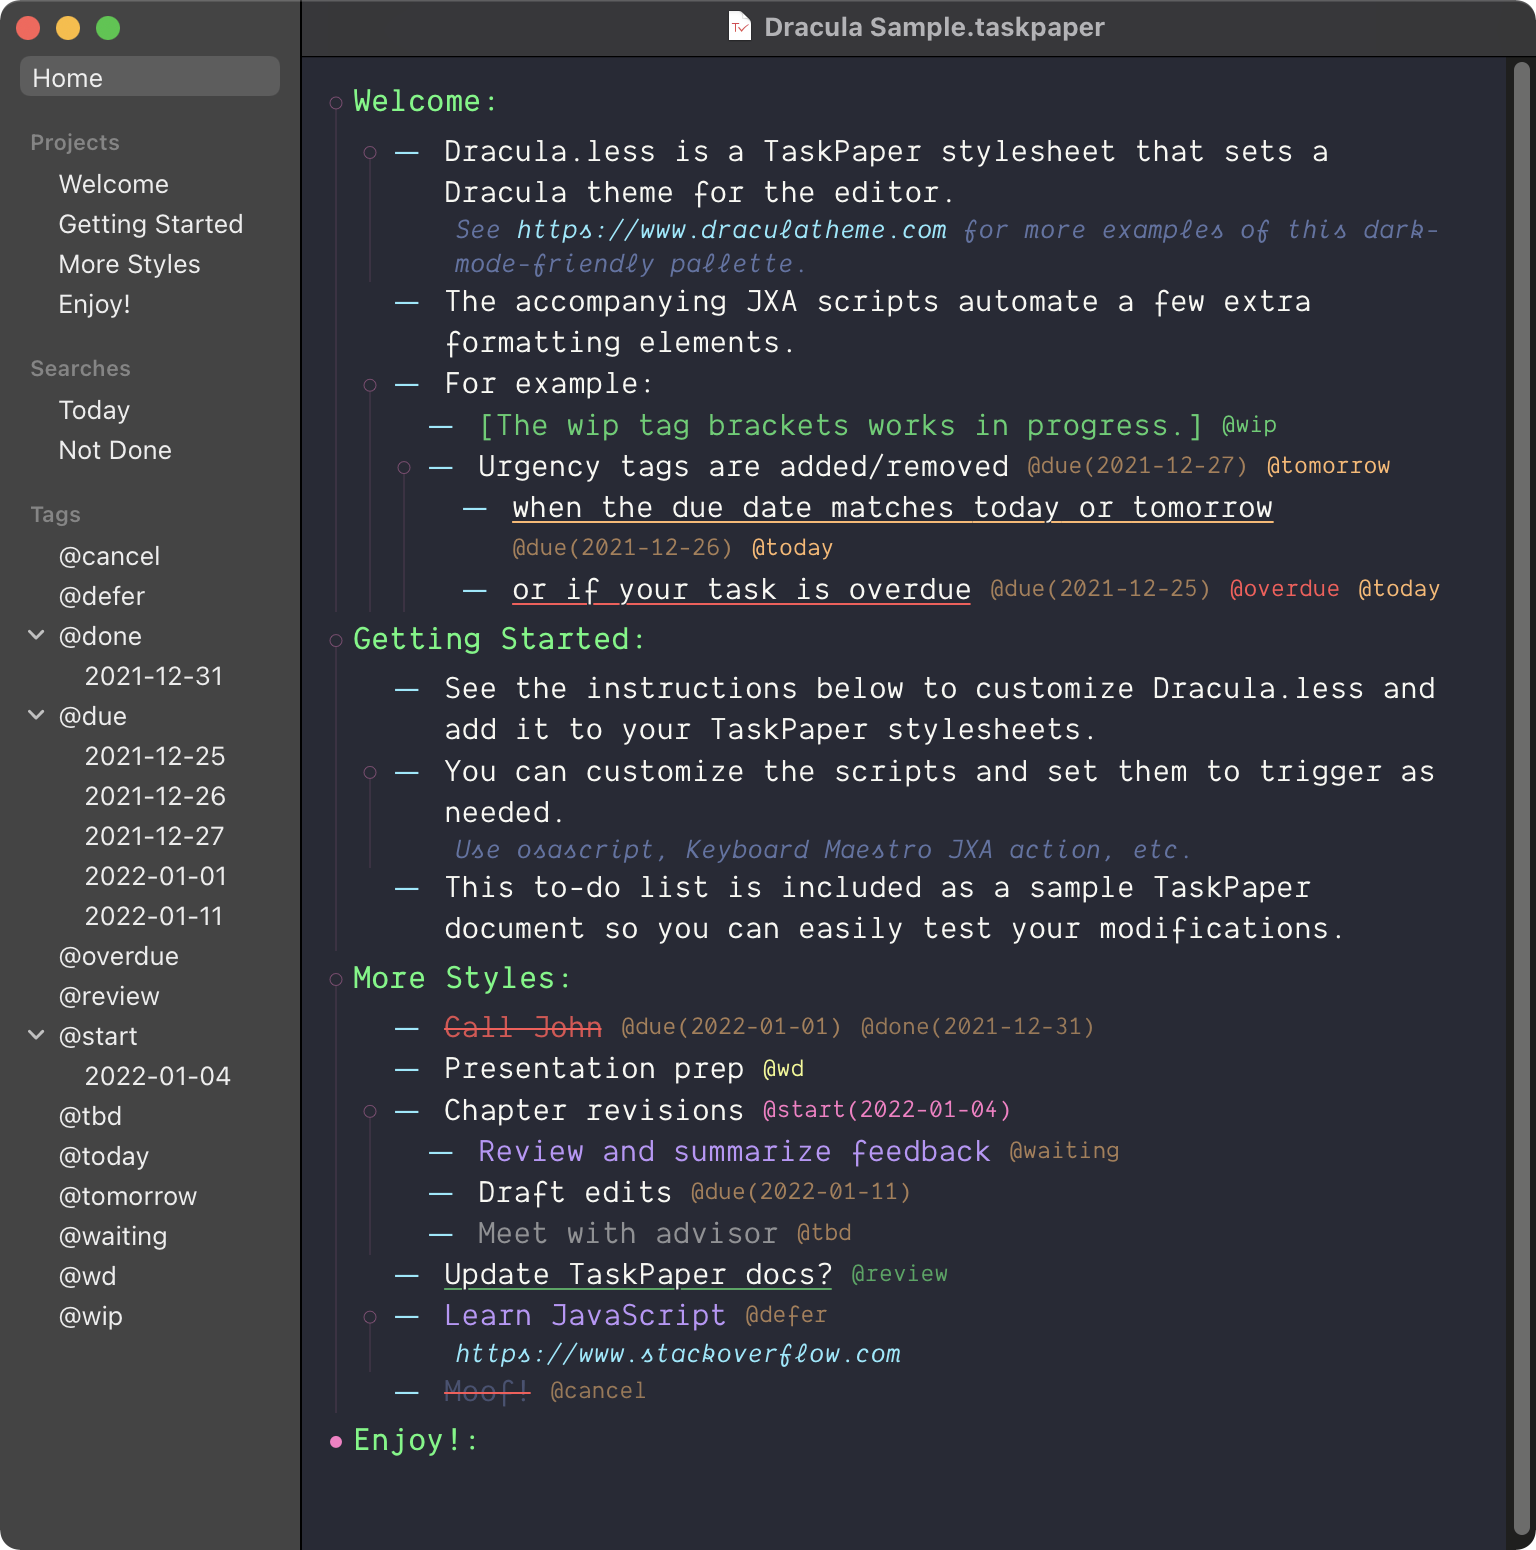 Dracula Sample.taskpaper
Home
Projects
Welcome
Getting Started
More Styles
Enjoy!
Searches
Today
Not Done
Tags
@cancel
@defer
@done
2021-12-31
@due
2021-12-25
2021-12-26
2021-12-27
2022-01-01
2022-01-11
@overdue
@review
@start
2022-01-04
@tbd
@today
@tomorrow
@waiting
@wd
@wip
Welcome:
— Dracula.less is a TaskPaper stylesheet that sets a
Dracula theme for the editor.
See https://www.draculatheme.com for more examples of this dark-
mode-friendly pallette.
— The accompanying JXA scripts automate a few extra
formatting elements.
— For example:
— [The wip tag brackets works in progress.] @wip
— Urgency tags are added/removed @due(2021-12-27) @tomorrow
— when the due date matches today or tomorrow
@due(2021-12-26) @today
— or if your task is overdue @due(2021-12-25) @overdue @today
Getting Started:
— See the instructions below to customize Dracula.less and
add it to your TaskPaper stylesheets.
— You can customize the scripts and set them to trigger as
needed.
Use osascript, Keyboard Maestro JXA action, etc.
— This to-do list is included as a sample TaskPaper
document so you can easily test your modifications.
More Styles:
— Call John @due(2022-01-01) @done(2021-12-31)
— Presentation prep @wd
— Chapter revisions @start(2022-01-04)
— Review and summarize feedback @waiting
— Draft edits @due(2022-01-11)
— Meet with advisor @tbd
— Update TaskPaper docs? @review
— Learn JavaScript @defer
https://www.stackoverflow.com
— Moof! @cancel
Enjoy!: